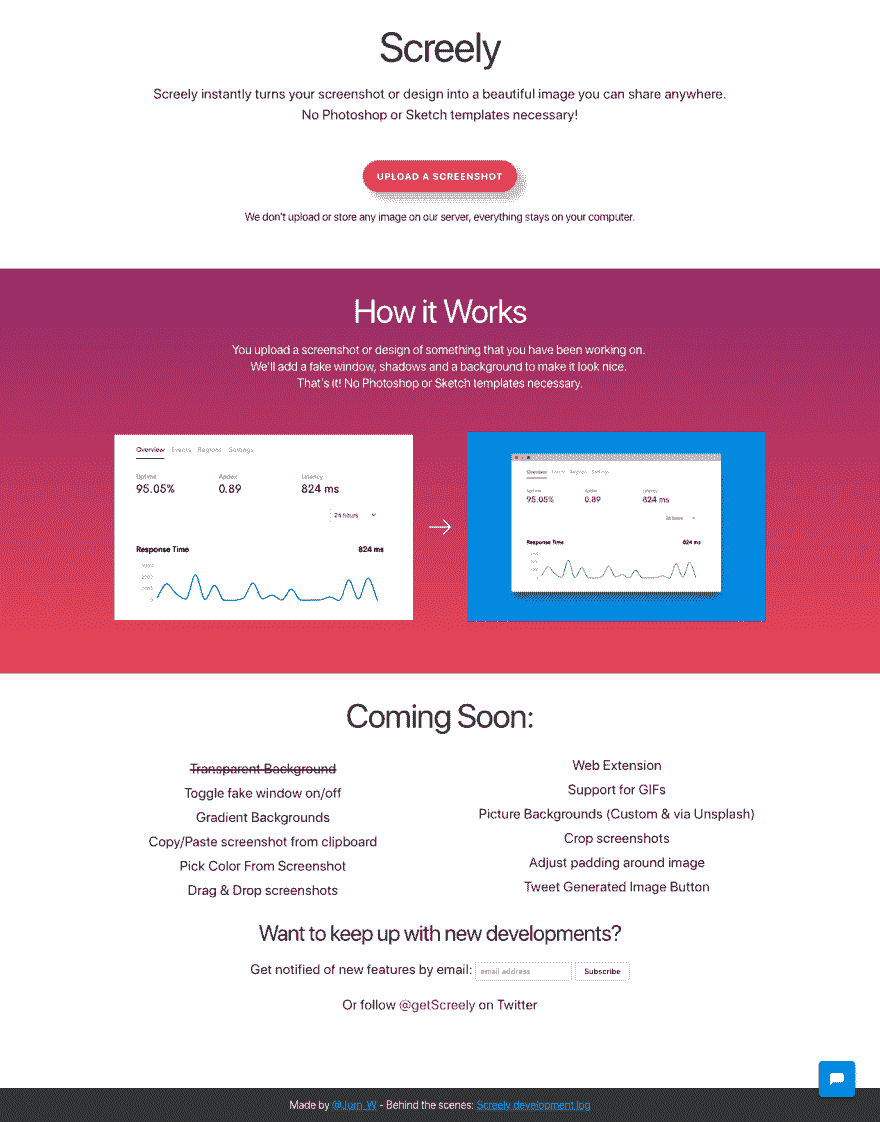 Screely
Screely instantly turns your screenshot or design into a beautiful image you can share anywhere.
No Photoshop or Sketch templates necessary!
UPLOAD A SCREENSHOT
We don't upload or store any image on our server, everything stays on your computer.
How it Works
You upload a screenshot or design of something that you have been working on.
We'll add a fake window, shadows and a background to make it look nice.
That's it! No Photoshop or Sketch templates necessary.
Overview Events Regions Settings
Uptime Apdex Latency
95.05% 0.89 824 ms
24 hours
Response Time 824 ms
0
Overview Events Regions Settings
Uptime Apdex Latency
95.05% 0.89 824 ms
24 hours
Response Time 824 ms
0
Coming Soon:
Transparent Background
Toggle fake window on/off
Gradient Backgrounds
Copy/Paste screenshot from clipboard
Pick Color From Screenshot
Drag & Drop screenshots
Web Extension
Support for GIFs
Picture Backgrounds (Custom & via Unsplash)
Crop screenshots
Adjust padding around image
Tweet Generated Image Button
Want to keep up with new developments?
Get notified of new features by email: email address Subscribe
Or follow @getScreely on Twitter
Made by @Jurn_W - Behind the scenes: Screely development log